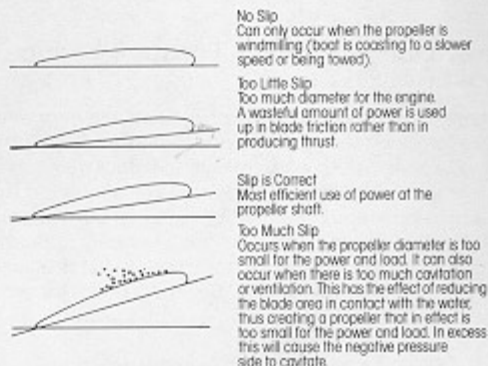 No Slip
Can only occur when the propeller is
windmilling (boat is coasting to a slower
speed or being towed).
Too Little Slip
Too much diameter for the engine.
A wasteful amount of power is used
up in blade friction rather than in
producing thrust.
Slip is Correct
Most efficient use of power at the
propeller shaft.
Too Much Slip
Occurs when the propeller diameter is too
small for the power and load. It can also
occur when there is too much cavitation
or ventilation. This has the effect of reducing
the blade area in contact with the water,
thus creating a propeller that in effect is
too small for the power and load. In excess
this will cause the negative pressure
side to cavitate.